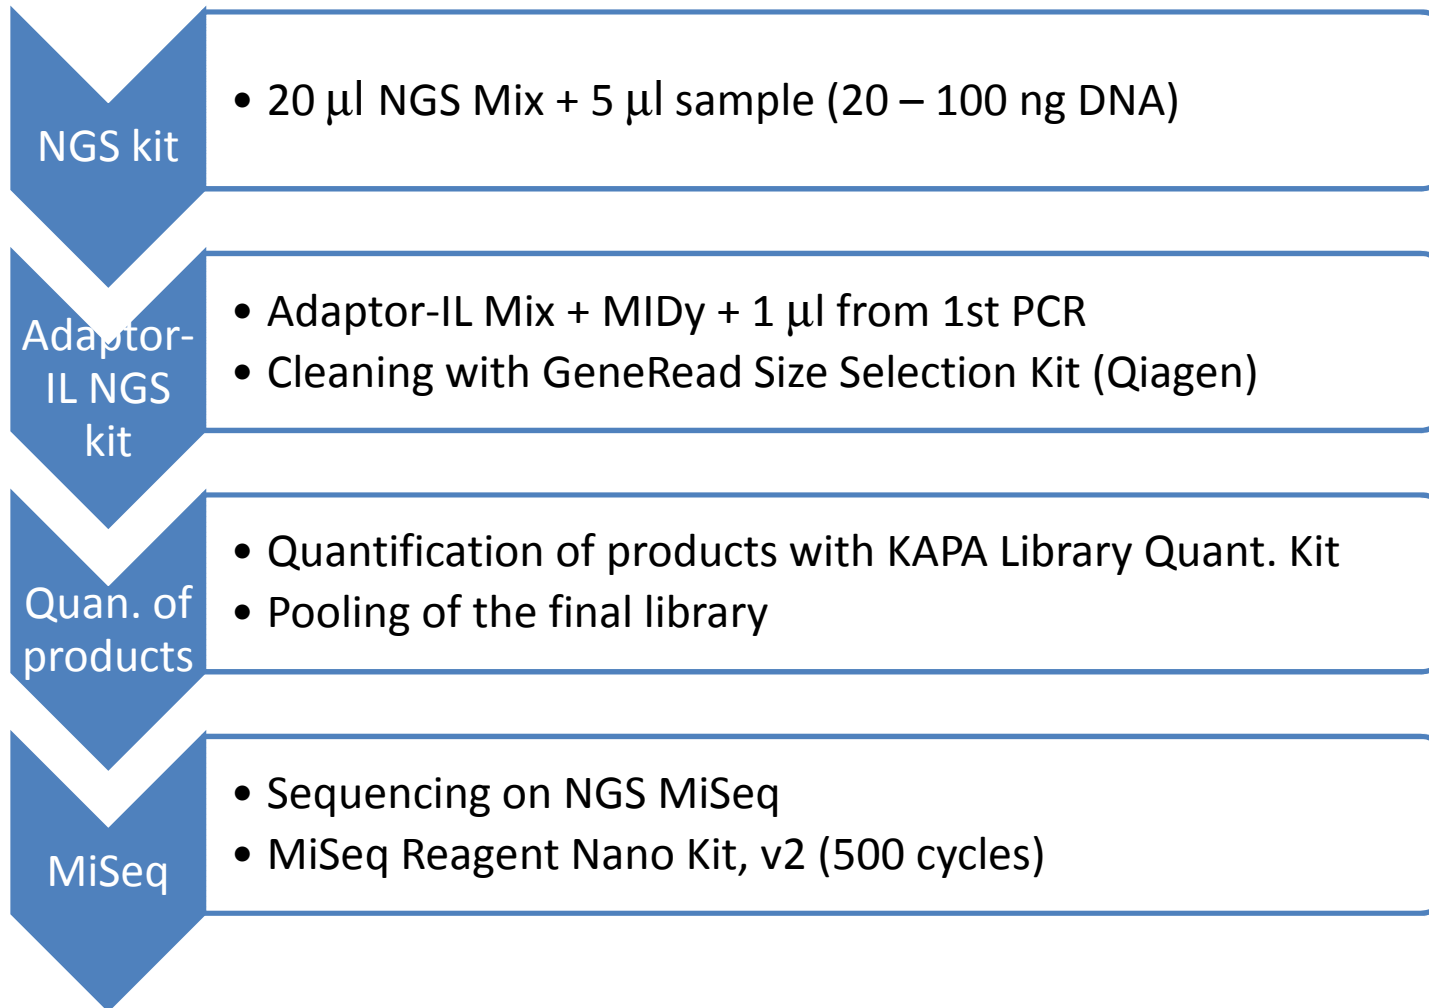 NGS kit
• 20 μl NGS Mix + 5 μl sample (20 – 100 ng DNA)
Adaptor-
IL NGS
kit
• Adaptor-IL Mix + MIDy + 1 μl from 1st PCR
• Cleaning with GeneRead Size Selection Kit (Qiagen)
Quan. of
products
• Quantification of products with KAPA Library Quant. Kit
• Pooling of the final library
MiSeq
• Sequencing on NGS MiSeq
• MiSeq Reagent Nano Kit, v2 (500 cycles)